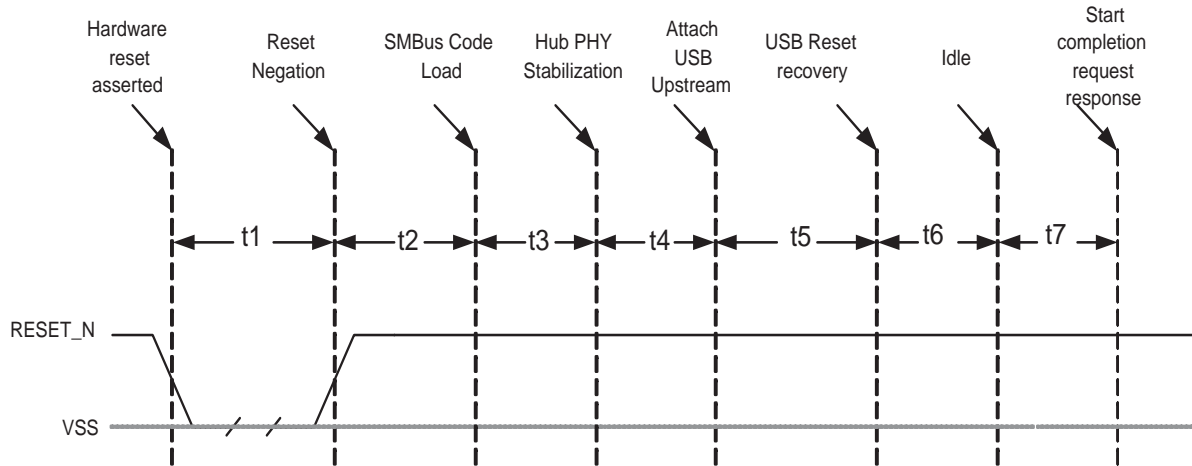 Hardware
reset
asserted
Reset
Negation
SMBus Code
Load
Hub PHY
Stabilization
Attach
USB
Upstream
USB Reset
recovery
Idle
Start
completion
request
response
t1
t2
t3
t4
t5
t6
t7
RESET_N
VSS